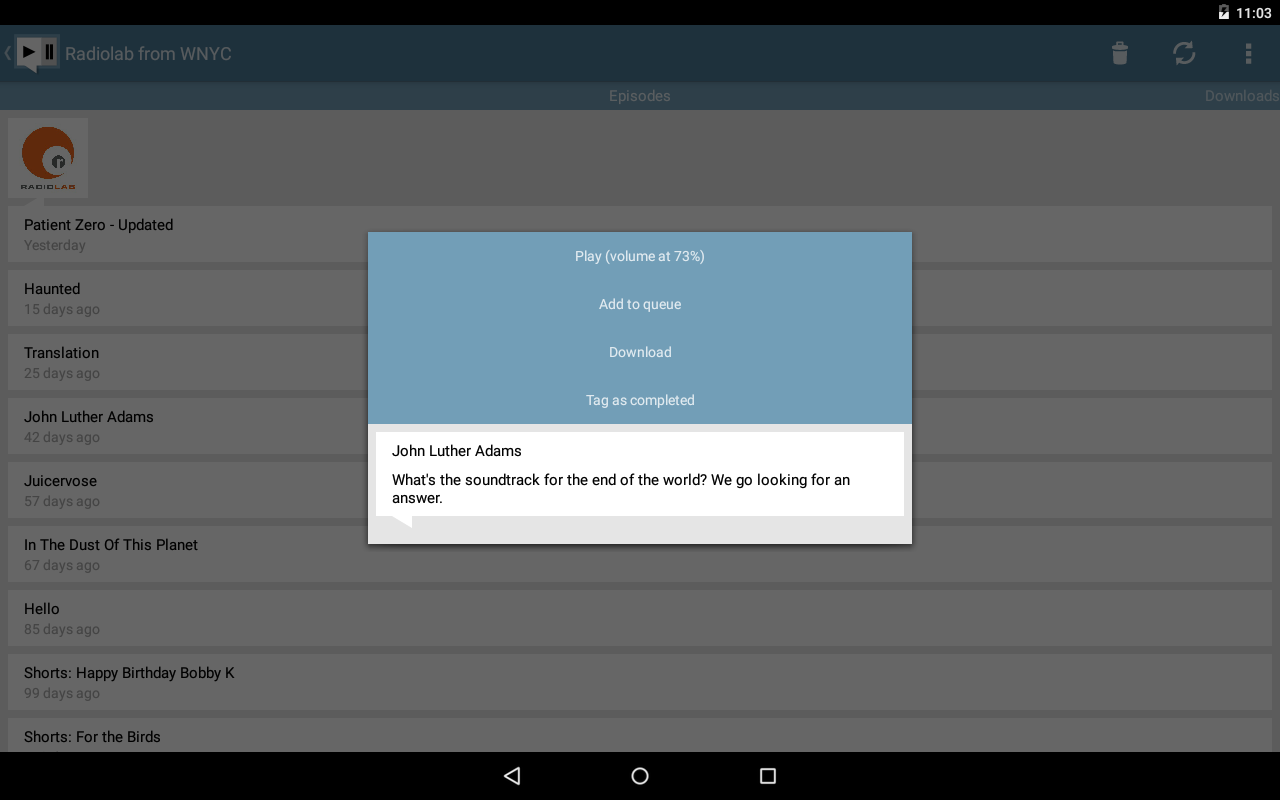 11:03
Radiolab from WNYC
Episodes
Downloads
RADIOLAB
Patient Zero - Updated
Yesterday
Haunted
15 days ago
Translation
25 days ago
John Luther Adams
42 days ago
Juicervose
57 days ago
In The Dust Of This Planet
67 days ago
Hello
85 days ago
Shorts: Happy Birthday Bobby K
99 days ago
Shorts: For the Birds
Play (volume at 73%)
Add to queue
Download
Tag as completed
John Luther Adams
What's the soundtrack for the end of the world? We go looking for an
answer.